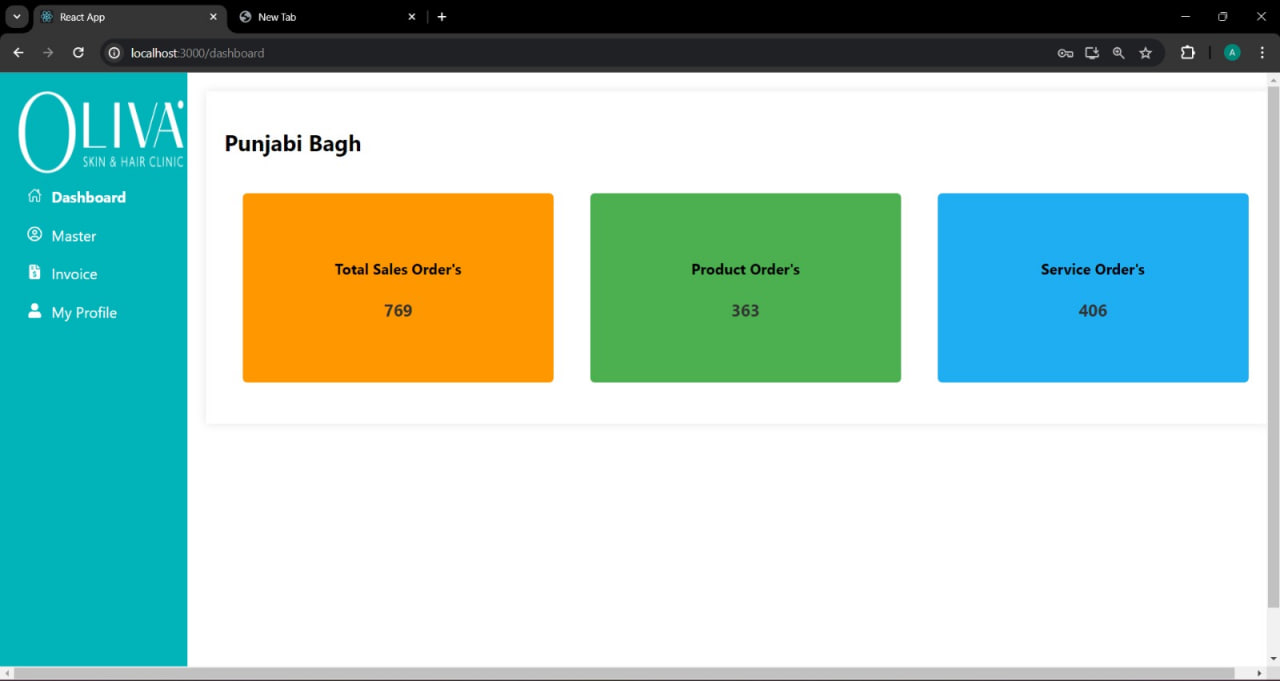 React App
New Tab
localhost:3000/dashboard
A
OLIVA
SKIN & HAIR CLINIC
Dashboard
Master
Invoice
My Profile
Punjabi Bagh
Total Sales Order's
769
Product Order's
363
Service Order's
406